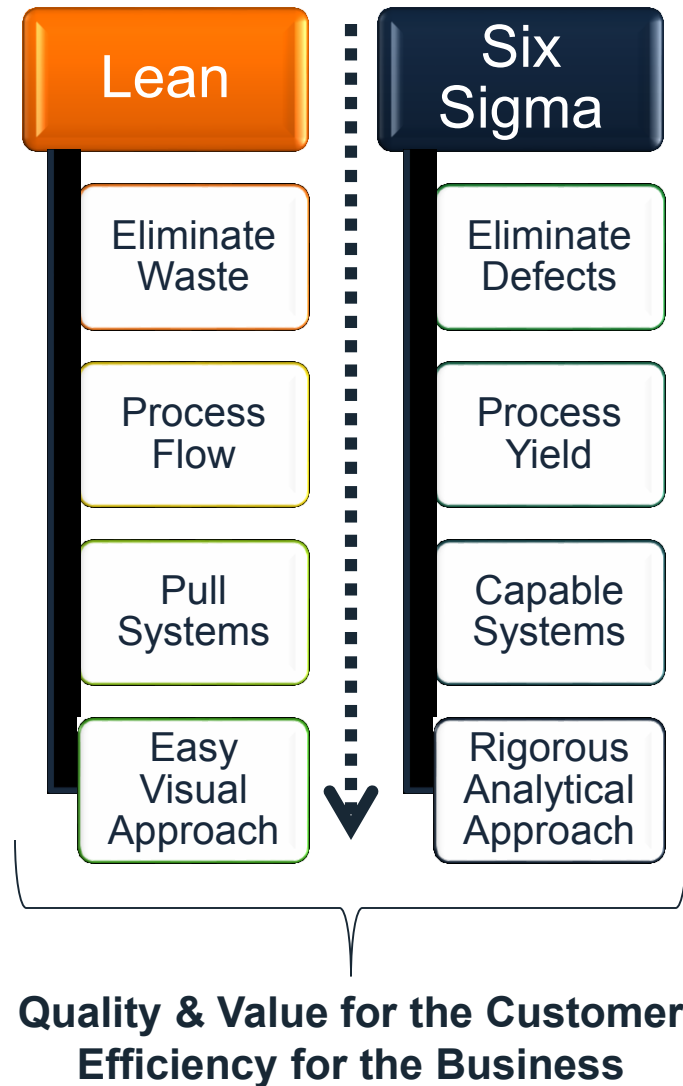 Lean
Eliminate
Waste
Process
Flow
Pull
Systems
Easy
Visual
Approach
Six
Sigma
Eliminate
Defects
Process
Yield
Capable
Systems
Rigorous
Analytical
Approach
Quality & Value for the Customer
Efficiency for the Business